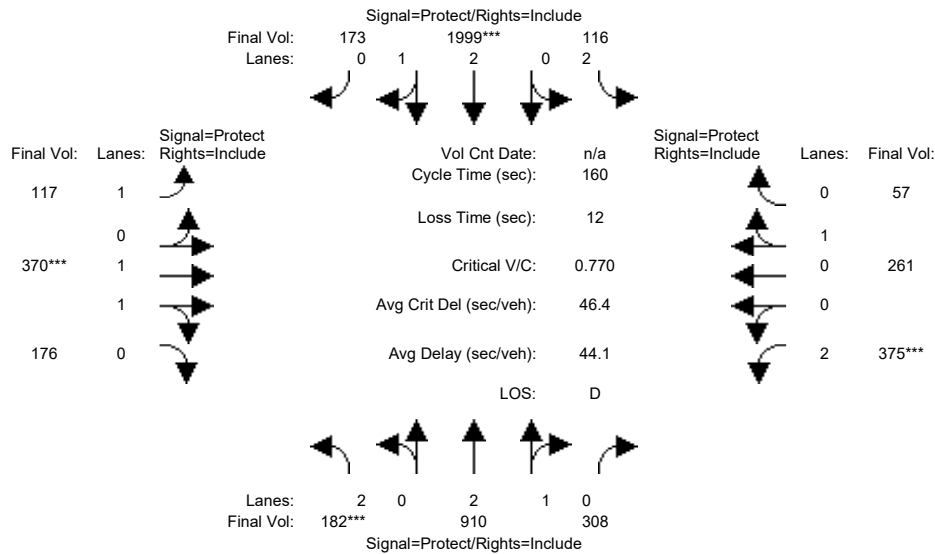 Signal=Protect/Rights=Include
Final Vol: 173 1999*** 116
Lanes: 0 1 2 0 2
Signal=Protect
Final Vol: Lanes: Rights=Include
Vol Cnt Date: n/a
Signal=Protect
Rights=Include Lanes: Final Vol:
Cycle Time (sec): 160
117 1
0 57
Loss Time (sec): 12
0
1
370*** 1
Critical V/C: 0.770
0 261
1
Avg Crit Del (sec/veh): 46.4
0
176 0
Avg Delay (sec/veh): 44.1
2 375***
LOS: D
Lanes: 2 0 2 1 0
Final Vol: 182*** 910 308
Signal=Protect/Rights=Include